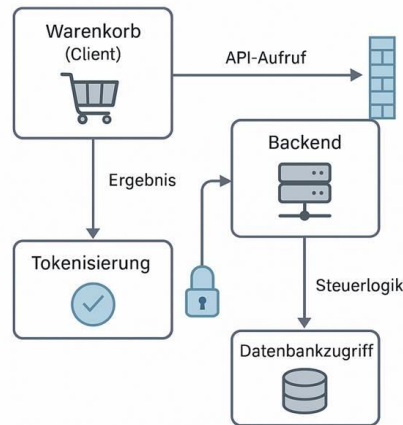 Warenkorb
(Client)
API-Aufruf
Backend
Ergebnis
Tokenisierung
Steuerlogik
Datenbankzugriff